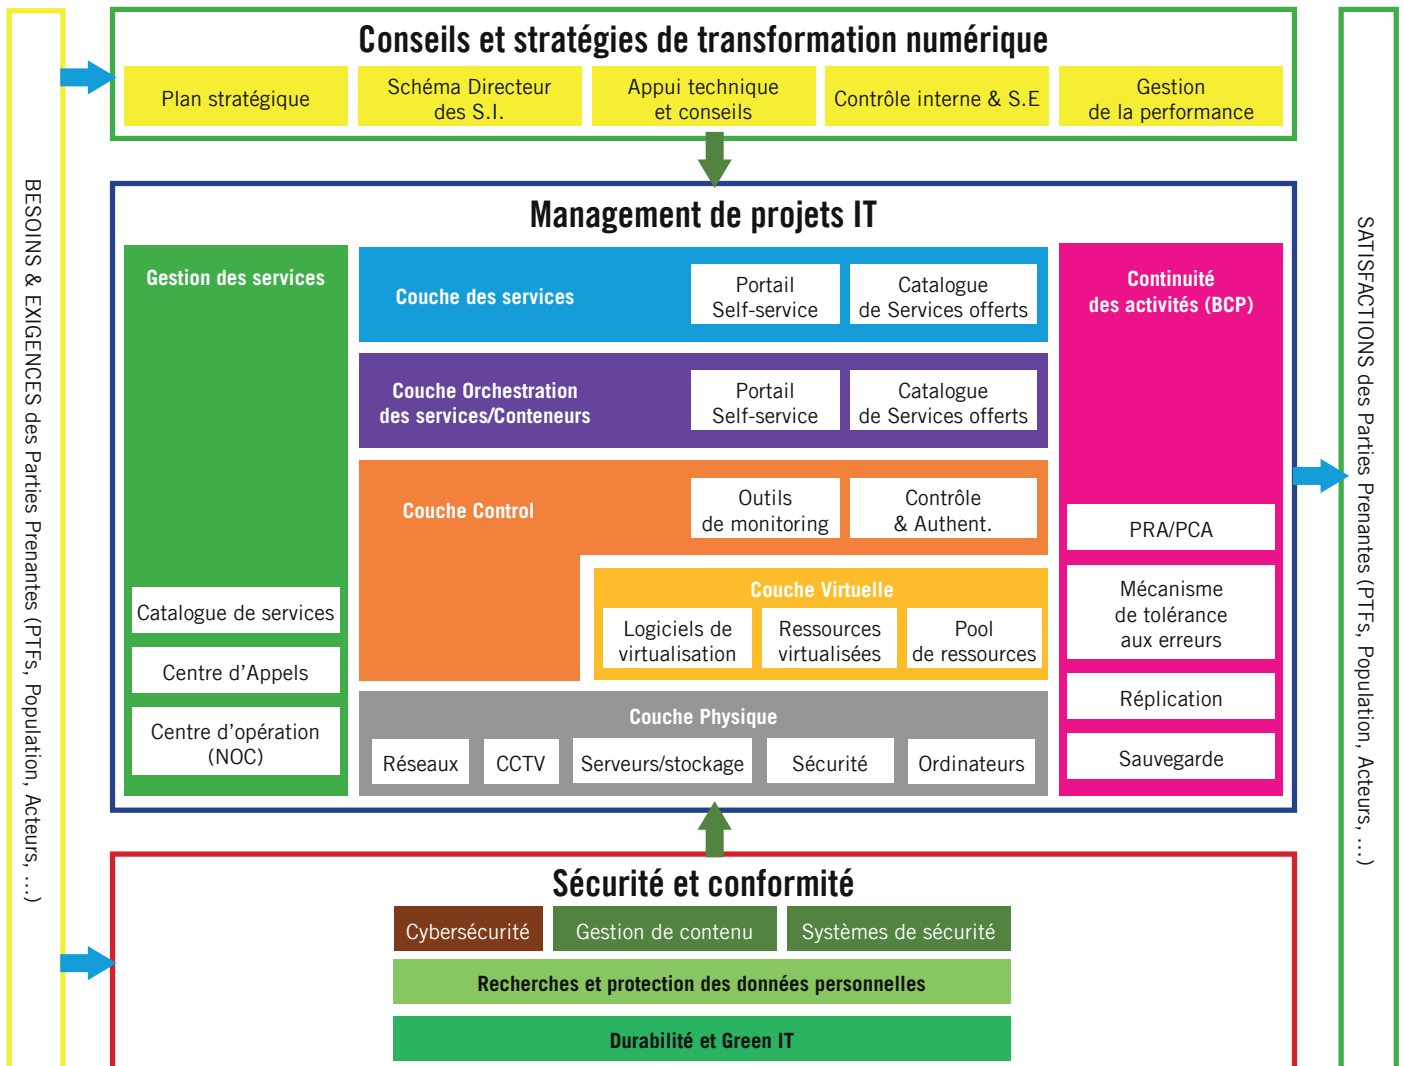 BESOINS & EXIGENCES des Parties Prenantes (PTFs, Population, Acteurs, ...)
Conseils et stratégies de transformation numérique
Plan stratégique
Schéma Directeur
des S.I.
Appui technique
et conseils
Contrôle interne & S.E
Gestion
de la performance
Management de projets IT
Gestion des services
Catalogue de services
Centre d'Appels
Centre d'opération
(NOC)
Couche des services
Portail
Self-service
Catalogue
de Services offerts
Couche Orchestration
des services/Conteneurs
Portail
Self-service
Catalogue
de Services offerts
Couche Control
Outils
de monitoring
Contrôle
& Authent.
Couche Virtuelle
Logiciels de
virtualisation
Ressources
virtualisées
Pool
de ressources
Couche Physique
Réseaux
CCTV
Serveurs/stockage
Sécurité
Ordinateurs
Continuité
des activités (BCP)
PRA/PCA
Mécanisme
de tolérance
aux erreurs
Réplication
Sauvegarde
Sécurité et conformité
Cybersécurité
Gestion de contenu
Systèmes de sécurité
Recherches et protection des données personnelles
Durabilité et Green IT
SATISFACTIONS des Parties Prenantes (PTFs, Population, Acteurs, ...)